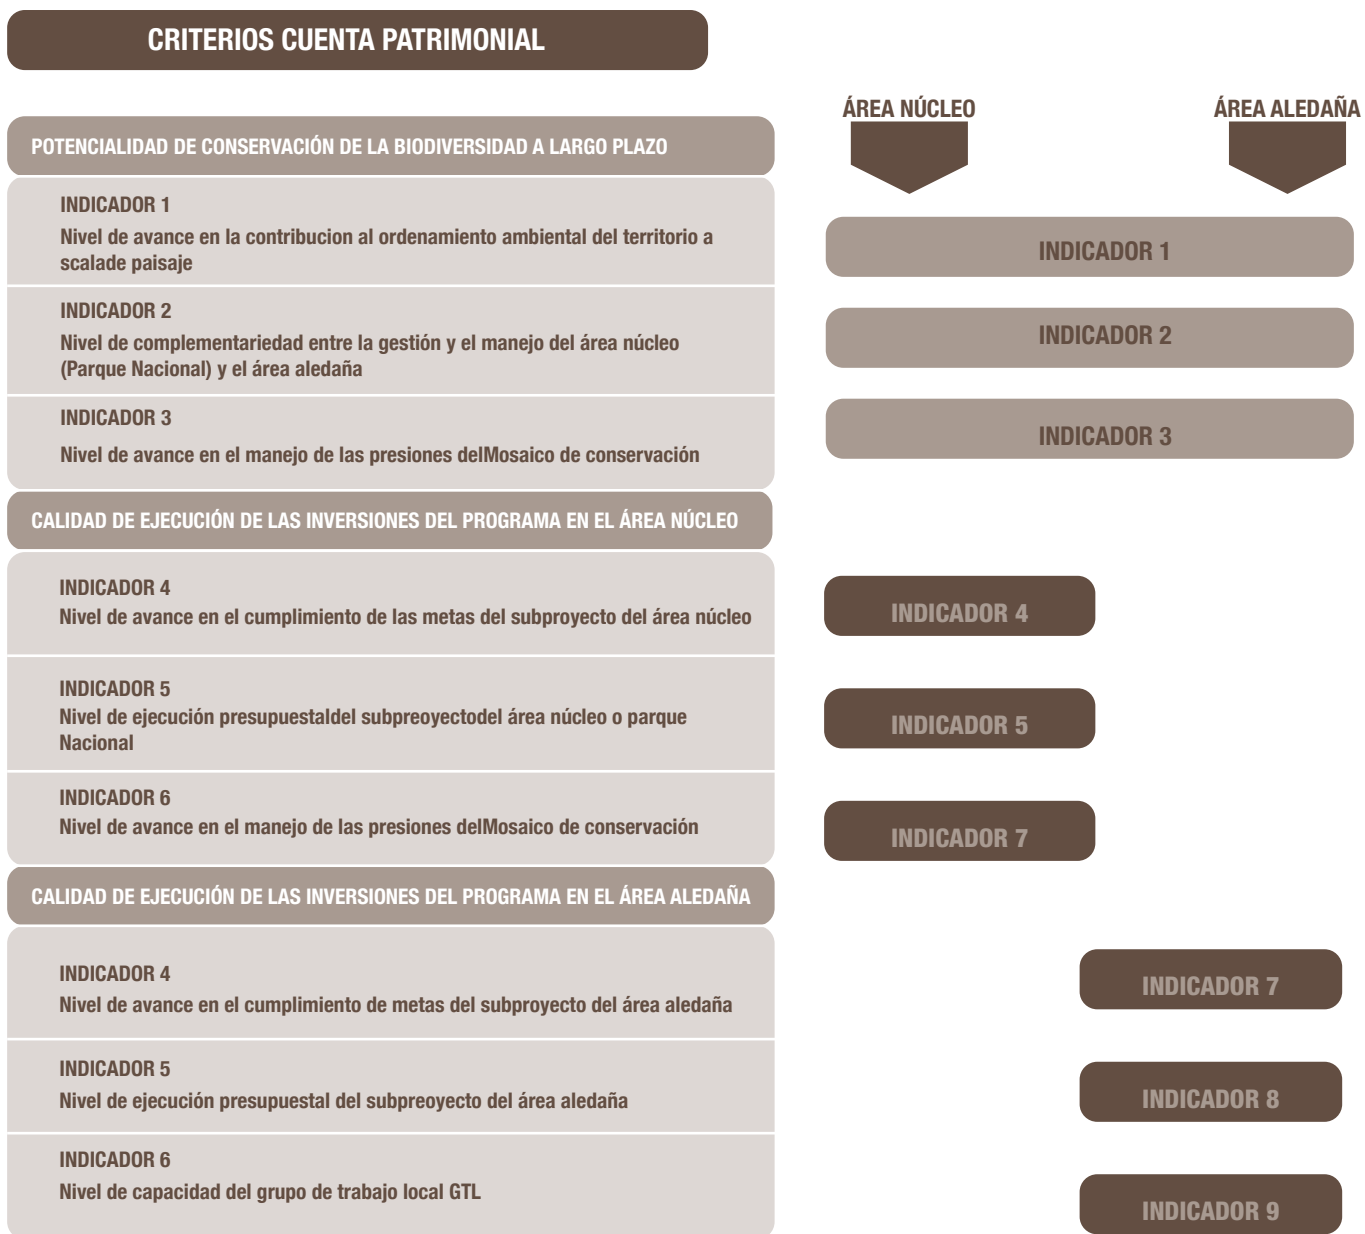 CRITERIOS CUENTA PATRIMONIAL
ÁREA NÚCLEO
ÁREA ALEDAÑA
POTENCIALIDAD DE CONSERVACIÓN DE LA BIODIVERSIDAD A LARGO PLAZO
INDICADOR 1
Nivel de avance en la contribucion al ordenamiento ambiental del territorio a
scalade paisaje
INDICADOR 1
INDICADOR 2
Nivel de complementariedad entre la gestión y el manejo del área núcleo
(Parque Nacional) y el área aledaña
INDICADOR 2
INDICADOR 3
Nivel de avance en el manejo de las presiones delMosaico de conservación
INDICADOR 3
CALIDAD DE EJECUCIÓN DE LAS INVERSIONES DEL PROGRAMA EN EL ÁREA NÚCLEO
INDICADOR 4
Nivel de avance en el cumplimiento de las metas del subproyecto del área núcleo
INDICADOR 4
INDICADOR 5
Nivel de ejecución presupuestaldel subpreoyectodel área núcleo o parque
Nacional
INDICADOR 5
INDICADOR 6
Nivel de avance en el manejo de las presiones delMosaico de conservación
INDICADOR 7
CALIDAD DE EJECUCIÓN DE LAS INVERSIONES DEL PROGRAMA EN EL ÁREA ALEDAÑA
INDICADOR 4
Nivel de avance en el cumplimiento de metas del subproyecto del área aledaña
INDICADOR 7
INDICADOR 5
Nivel de ejecución presupuestal del subpreoyecto del área aledaña
INDICADOR 8
INDICADOR 6
Nivel de capacidad del grupo de trabajo local GTL
INDICADOR 9